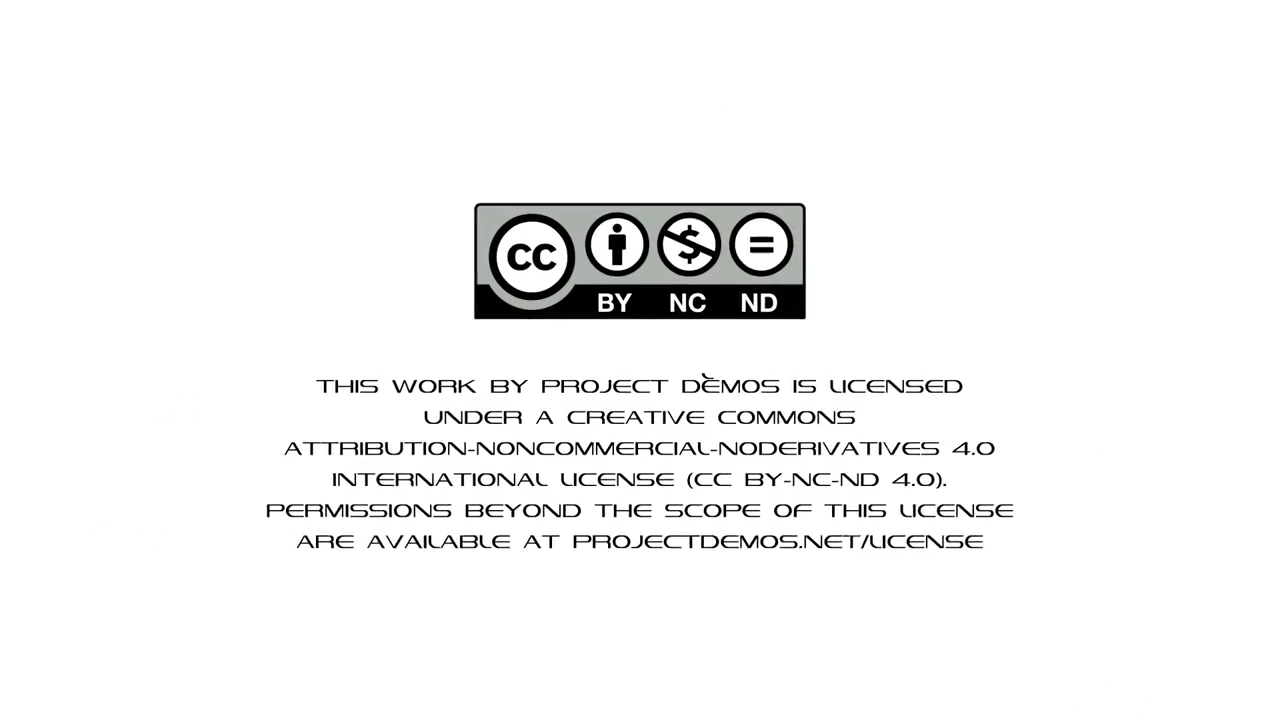 CC
BY NC ND
THIS WORK BY PROJECT DĒMOS IS LICENSED
UNDER A CREATIVE COMMONS
ATTRIBUTION-NONCOMMERCIAL-NODERIVATIVES 4.0
INTERNATIONAL LICENSE (CC BY-NC-ND 4.0).
PERMISSIONS BEYOND THE SCOPE OF THIS LICENSE
ARE AVAILABLE AT PROJECTDEMOS.NET/LICENSE